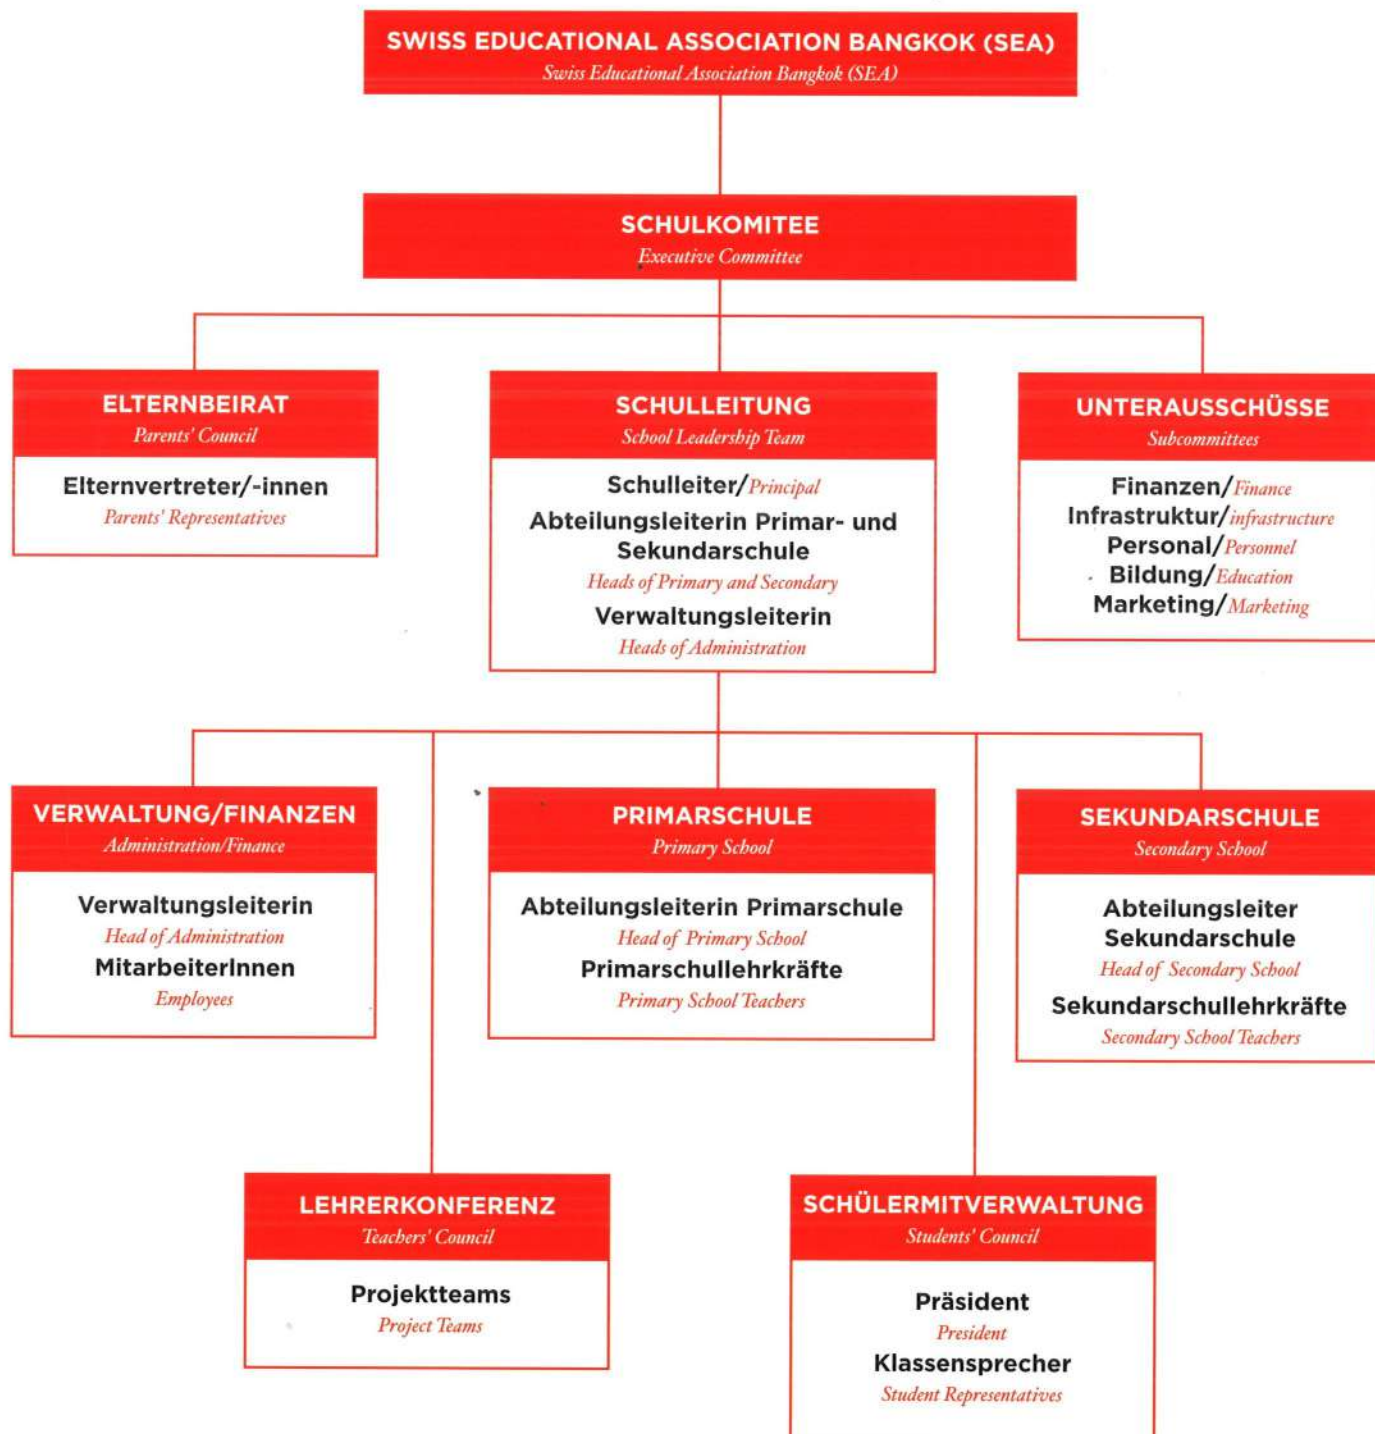 SWISS EDUCATIONAL ASSOCIATION BANGKOK (SEA)
Swiss Educational Association Bangkok (SEA)
SCHULKOMITEE
Executive Committee
ELTERNBEIRAT
Parents' Council
Elternvertreter/-innen
Parents' Representatives
SCHULLEITUNG
School Leadership Team
Schulleiter/Principal
Abteilungsleiterin Primar- und
Sekundarschule
Heads of Primary and Secondary
Verwaltungsleiterin
Heads of Administration
UNTERAUSSCHÜSSE
Subcommittees
Finanzen/Finance
Infrastruktur/infrastructure
Personal/Personnel
Bildung/Education
Marketing/Marketing
VERWALTUNG/FINANZEN
Administration/Finance
Verwaltungsleiterin
Head of Administration
MitarbeiterInnen
Employees
PRIMARSCHULE
Primary School
Abteilungsleiterin Primarschule
Head of Primary School
Primarschullehrkräfte
Primary School Teachers
SEKUNDARSCHULE
Secondary School
Abteilungsleiter
Sekundarschule
Head of Secondary School
Sekundarschullehrkräfte
Secondary School Teachers
LEHRERKONFERENZ
Teachers' Council
Projektteams
Project Teams
SCHÜLERMITVERWALTUNG
Students' Council
Präsident
President
Klassensprecher
Student Representatives